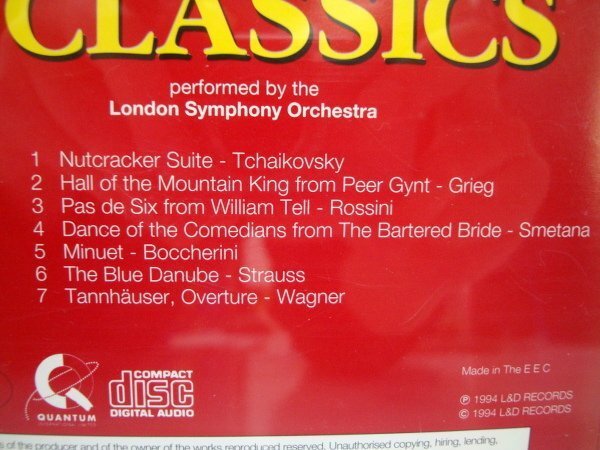 CLASSICS
performed by the
London Symphony Orchestra
1 Nutcracker Suite - Tchaikovsky
2 Hall of the Mountain King from Peer Gynt - Grieg
3 Pas de Six from William Tell - Rossini
4 Dance of the Comedians from The Bartered Bride - Smetana
5 Minuet - Boccherini
6 The Blue Danube - Strauss
7 Tannhäuser, Overture - Wagner
Made in The E E C
QUANTUM
INTERNATIONAL LIMITED
COMPACT
disc
DIGITAL AUDIO
℗ 1994 L&D RECORDS
© 1994 L&D RECORDS
of the producer and of the owner of the works reproduced reserved. Unauthorised copying, hiring, lending,